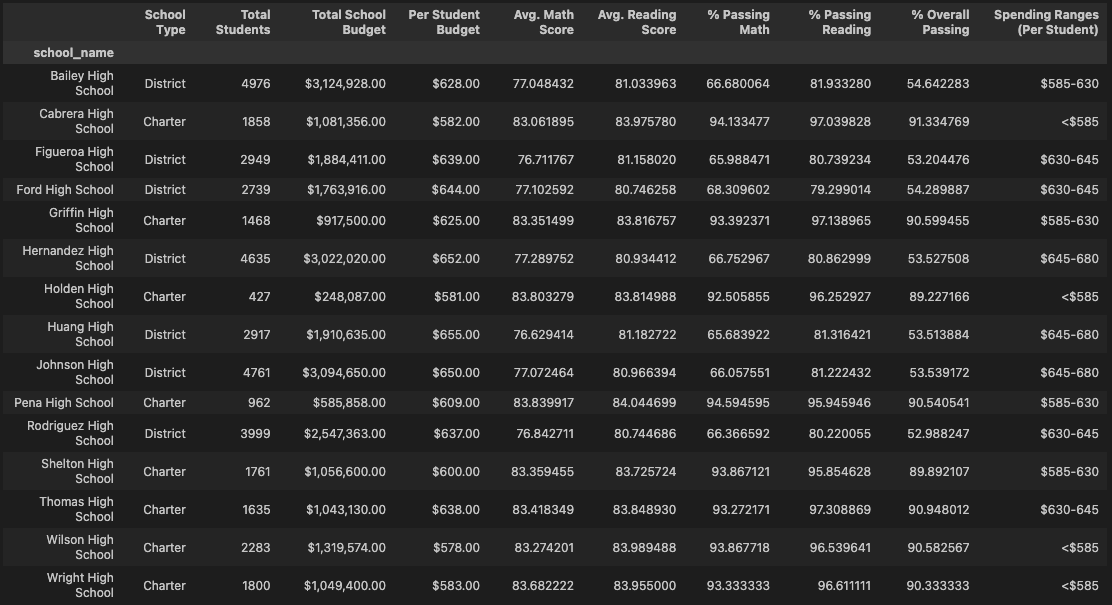 School Type Total Students Total School Budget Per Student Budget Avg. Math Score Avg. Reading Score % Passing Math % Passing Reading % Overall Passing Spending Ranges (Per Student)
school_name
Bailey High School District 4976 $3,124,928.00 $628.00 77.048432 81.033963 66.680064 81.933280 54.642283 $585-630
Cabrera High School Charter 1858 $1,081,356.00 $582.00 83.061895 83.975780 94.133477 97.039828 91.334769 <$585
Figueroa High School District 2949 $1,884,411.00 $639.00 76.711767 81.158020 65.988471 80.739234 53.204476 $630-645
Ford High School District 2739 $1,763,916.00 $644.00 77.102592 80.746258 68.309602 79.299014 54.289887 $630-645
Griffin High School Charter 1468 $917,500.00 $625.00 83.351499 83.816757 93.392371 97.138965 90.599455 $585-630
Hernandez High School District 4635 $3,022,020.00 $652.00 77.289752 80.934412 66.752967 80.862999 53.527508 $645-680
Holden High School Charter 427 $248,087.00 $581.00 83.803279 83.814988 92.505855 96.252927 89.227166 <$585
Huang High School District 2917 $1,910,635.00 $655.00 76.629414 81.182722 65.683922 81.316421 53.513884 $645-680
Johnson High School District 4761 $3,094,650.00 $650.00 77.072464 80.966394 66.057551 81.222432 53.539172 $645-680
Pena High School Charter 962 $585,858.00 $609.00 83.839917 84.044699 94.594595 95.945946 90.540541 $585-630
Rodriguez High School District 3999 $2,547,363.00 $637.00 76.842711 80.744686 66.366592 80.220055 52.988247 $630-645
Shelton High School Charter 1761 $1,056,600.00 $600.00 83.359455 83.725724 93.867121 95.854628 89.892107 $585-630
Thomas High School Charter 1635 $1,043,130.00 $638.00 83.418349 83.848930 93.272171 97.308869 90.948012 $630-645
Wilson High School Charter 2283 $1,319,574.00 $578.00 83.274201 83.989488 93.867718 96.539641 90.582567 <$585
Wright High School Charter 1800 $1,049,400.00 $583.00 83.682222 83.955000 93.333333 96.611111 90.333333 <$585